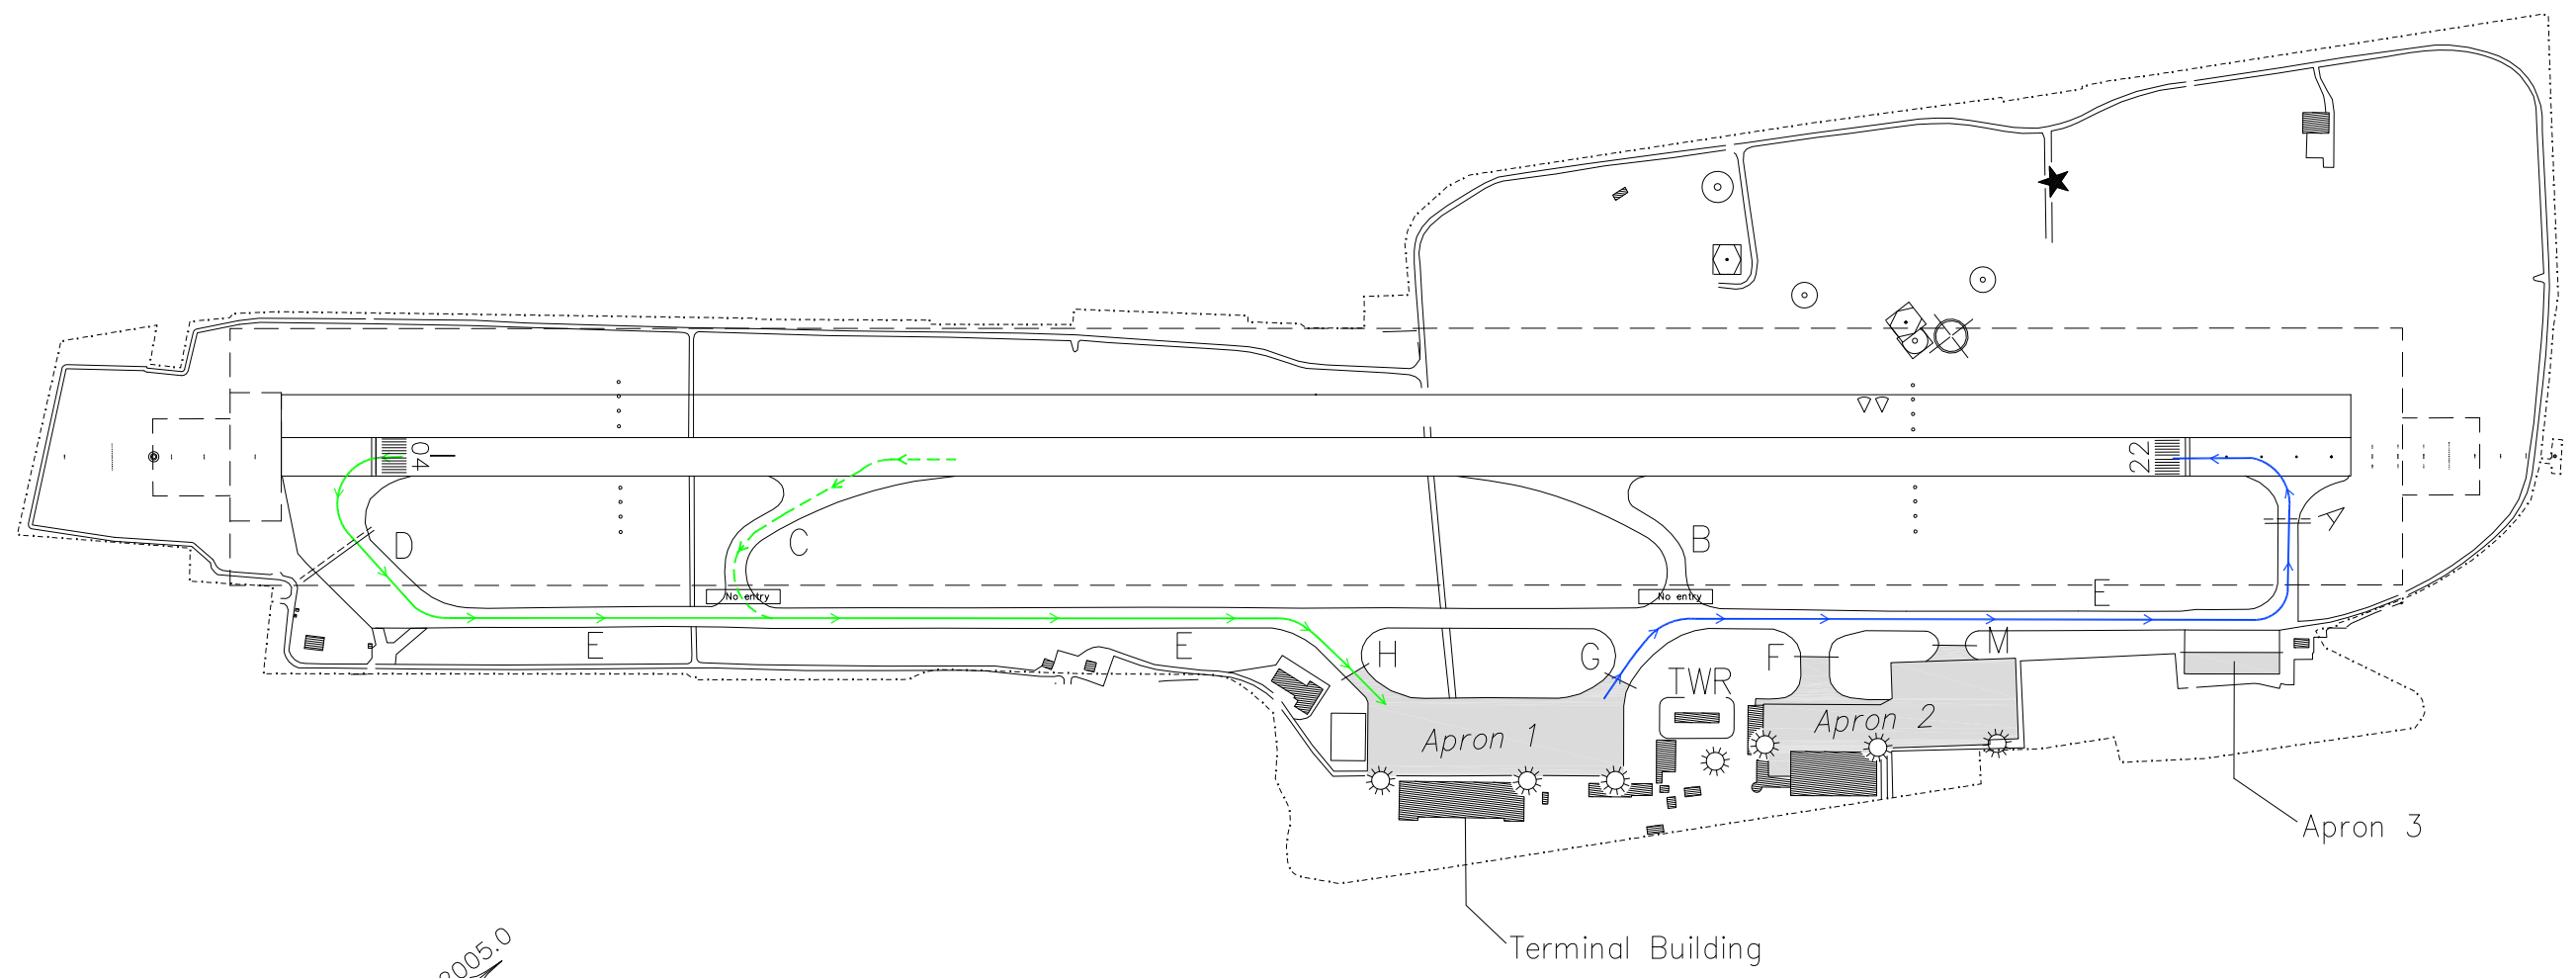 04
22
D
C
B
A
E
No entry
No entry
E
E
H
G
F
M
TWR
Apron 1
Apron 2
Apron 3
Terminal Building
2005.0